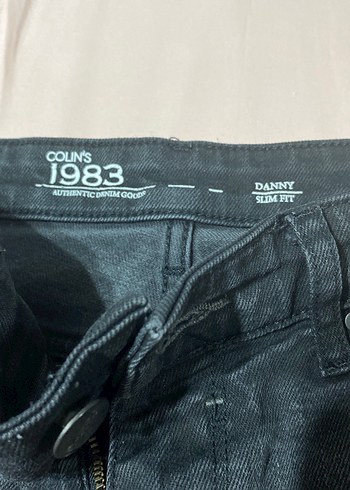 COLIN'S
1983
AUTHENTIC DENIM GOODS
DANNY
SLIM FIT